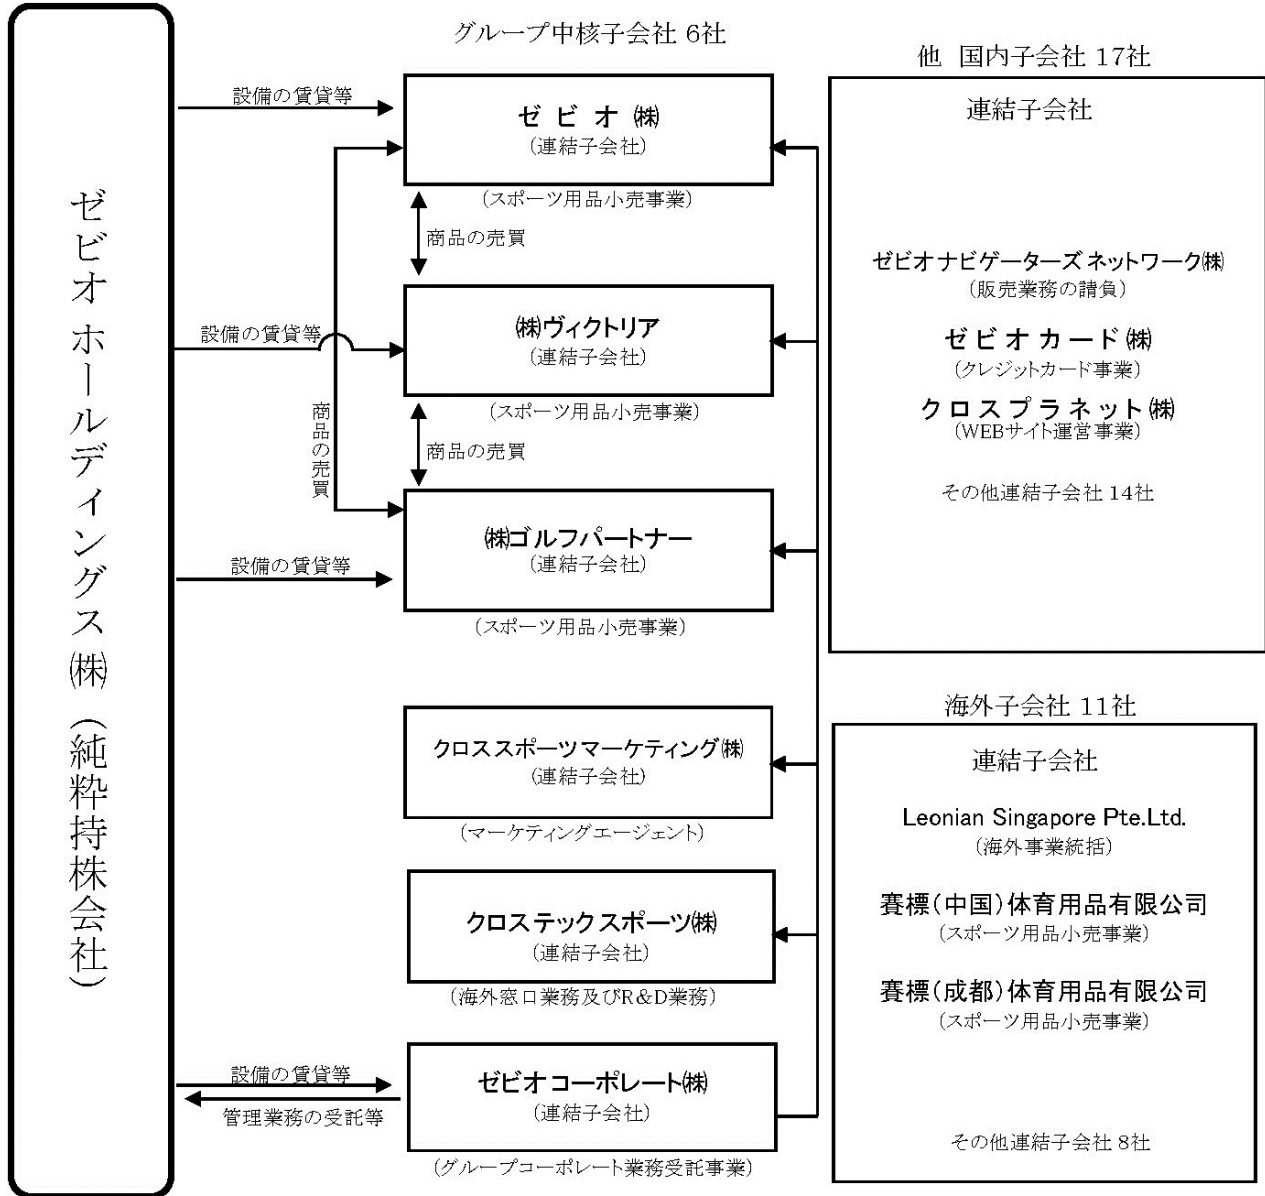 ゼビオホールディングス㈱(純粋持株会社)
グループ中核子会社 6社
設備の賃貸等
ゼビオ㈱
(連結子会社)
(スポーツ用品小売事業)
商品の売買
設備の賃貸等
㈱ヴィクトリア
(連結子会社)
(スポーツ用品小売事業)
商品の売買
商品の売買
㈱ゴルフパートナー
(連結子会社)
(スポーツ用品小売事業)
設備の賃貸等
クロススポーツマーケティング㈱
(連結子会社)
(マーケティングエージェント)
クロステックスポーツ㈱
(連結子会社)
(海外窓口業務及びR&D業務)
設備の賃貸等
管理業務の受託等
ゼビオコーポレート㈱
(連結子会社)
(グループコーポレート業務受託事業)
他 国内子会社 17社
連結子会社
ゼビオナビゲーターズネットワーク㈱
(販売業務の請負)
ゼビオカード㈱
(クレジットカード事業)
クロスプラネット㈱
(WEBサイト運営事業)
その他連結子会社 14社
海外子会社 11社
連結子会社
Leonian Singapore Pte.Ltd.
(海外事業統括)
賽標(中国)体育用品有限公司
(スポーツ用品小売事業)
賽標(成都)体育用品有限公司
(スポーツ用品小売事業)
その他連結子会社 8社